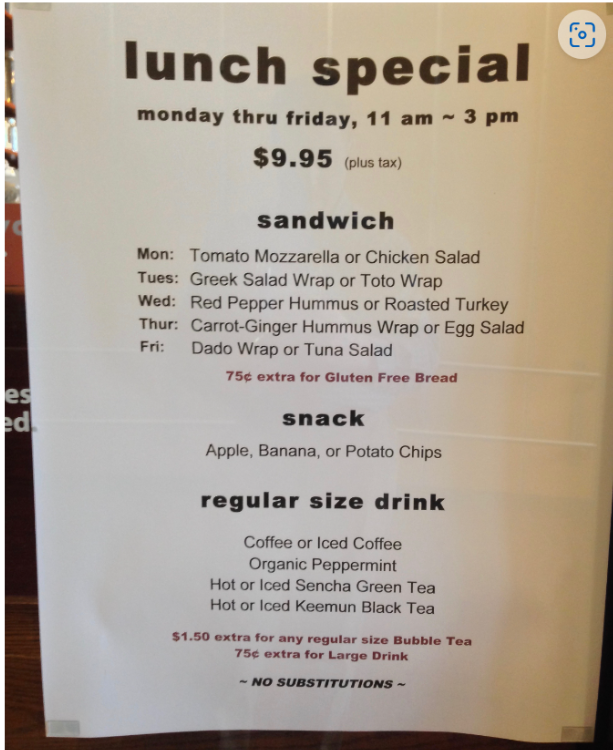 lunch special
monday thru friday, 11 am ~ 3 pm
$9.95 (plus tax)
sandwich
Mon: Tomato Mozzarella or Chicken Salad
Tues: Greek Salad Wrap or Toto Wrap
Wed: Red Pepper Hummus or Roasted Turkey
Thur: Carrot-Ginger Hummus Wrap or Egg Salad
Fri: Dado Wrap or Tuna Salad
75¢ extra for Gluten Free Bread
snack
Apple, Banana, or Potato Chips
regular size drink
Coffee or Iced Coffee
Organic Peppermint
Hot or Iced Sencha Green Tea
Hot or Iced Keemun Black Tea
$1.50 extra for any regular size Bubble Tea
75¢ extra for Large Drink
~ NO SUBSTITUTIONS ~